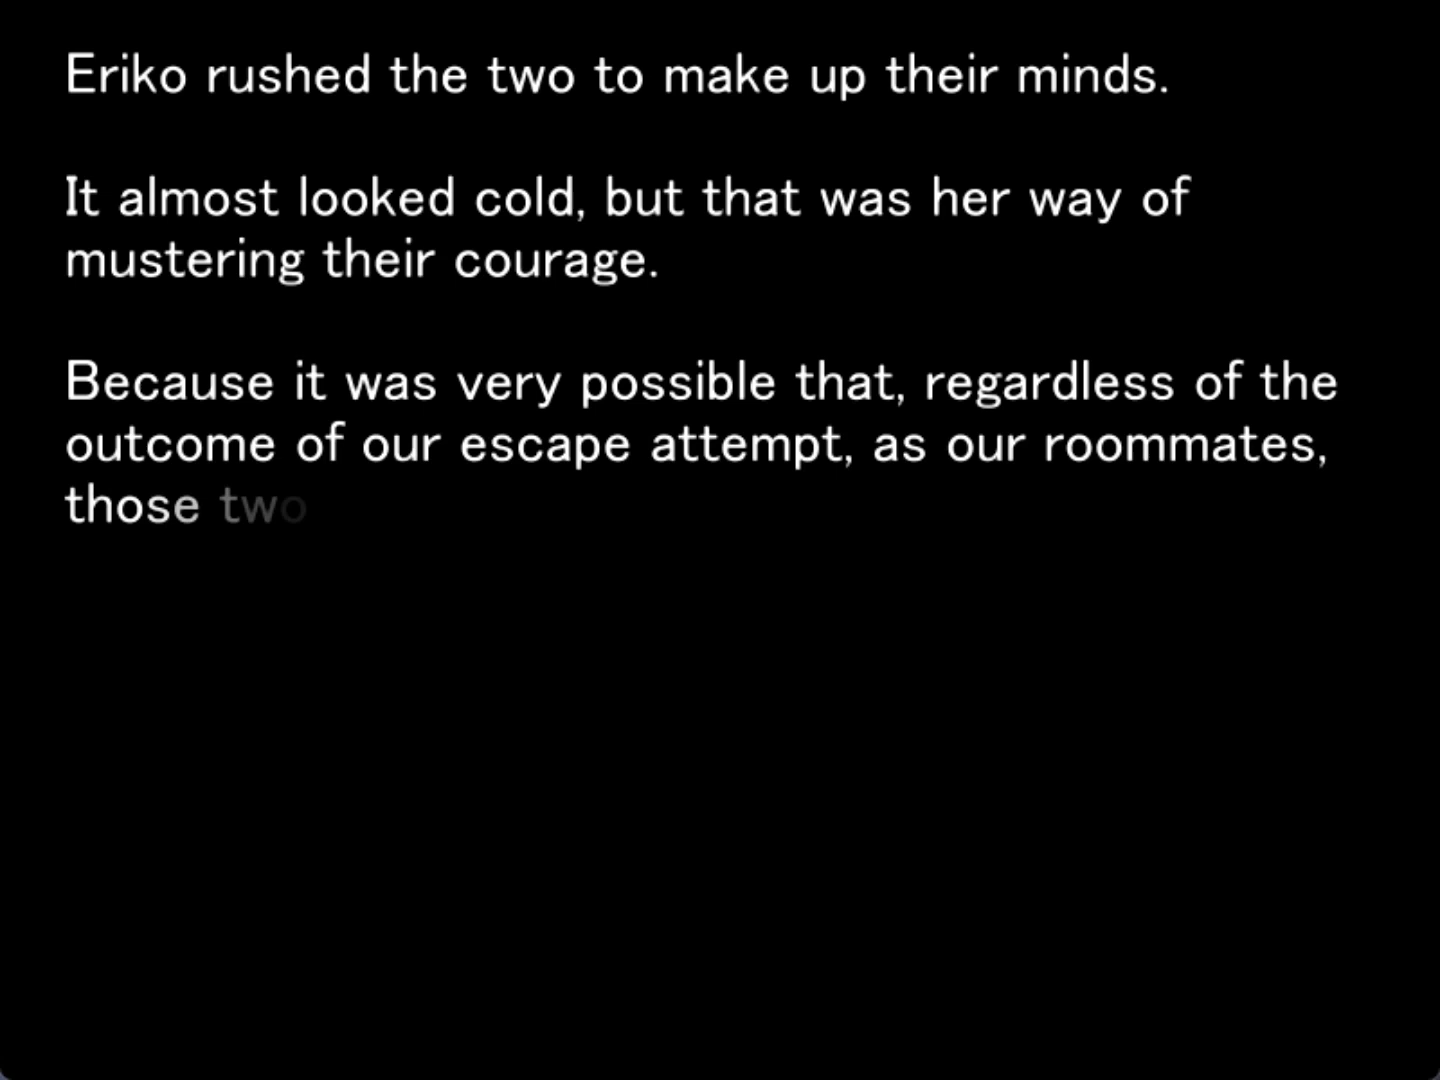 Eriko rushed the two to make up their minds.
It almost looked cold, but that was her way of
mustering their courage.
Because it was very possible that, regardless of the
outcome of our escape attempt, as our roommates,
those two